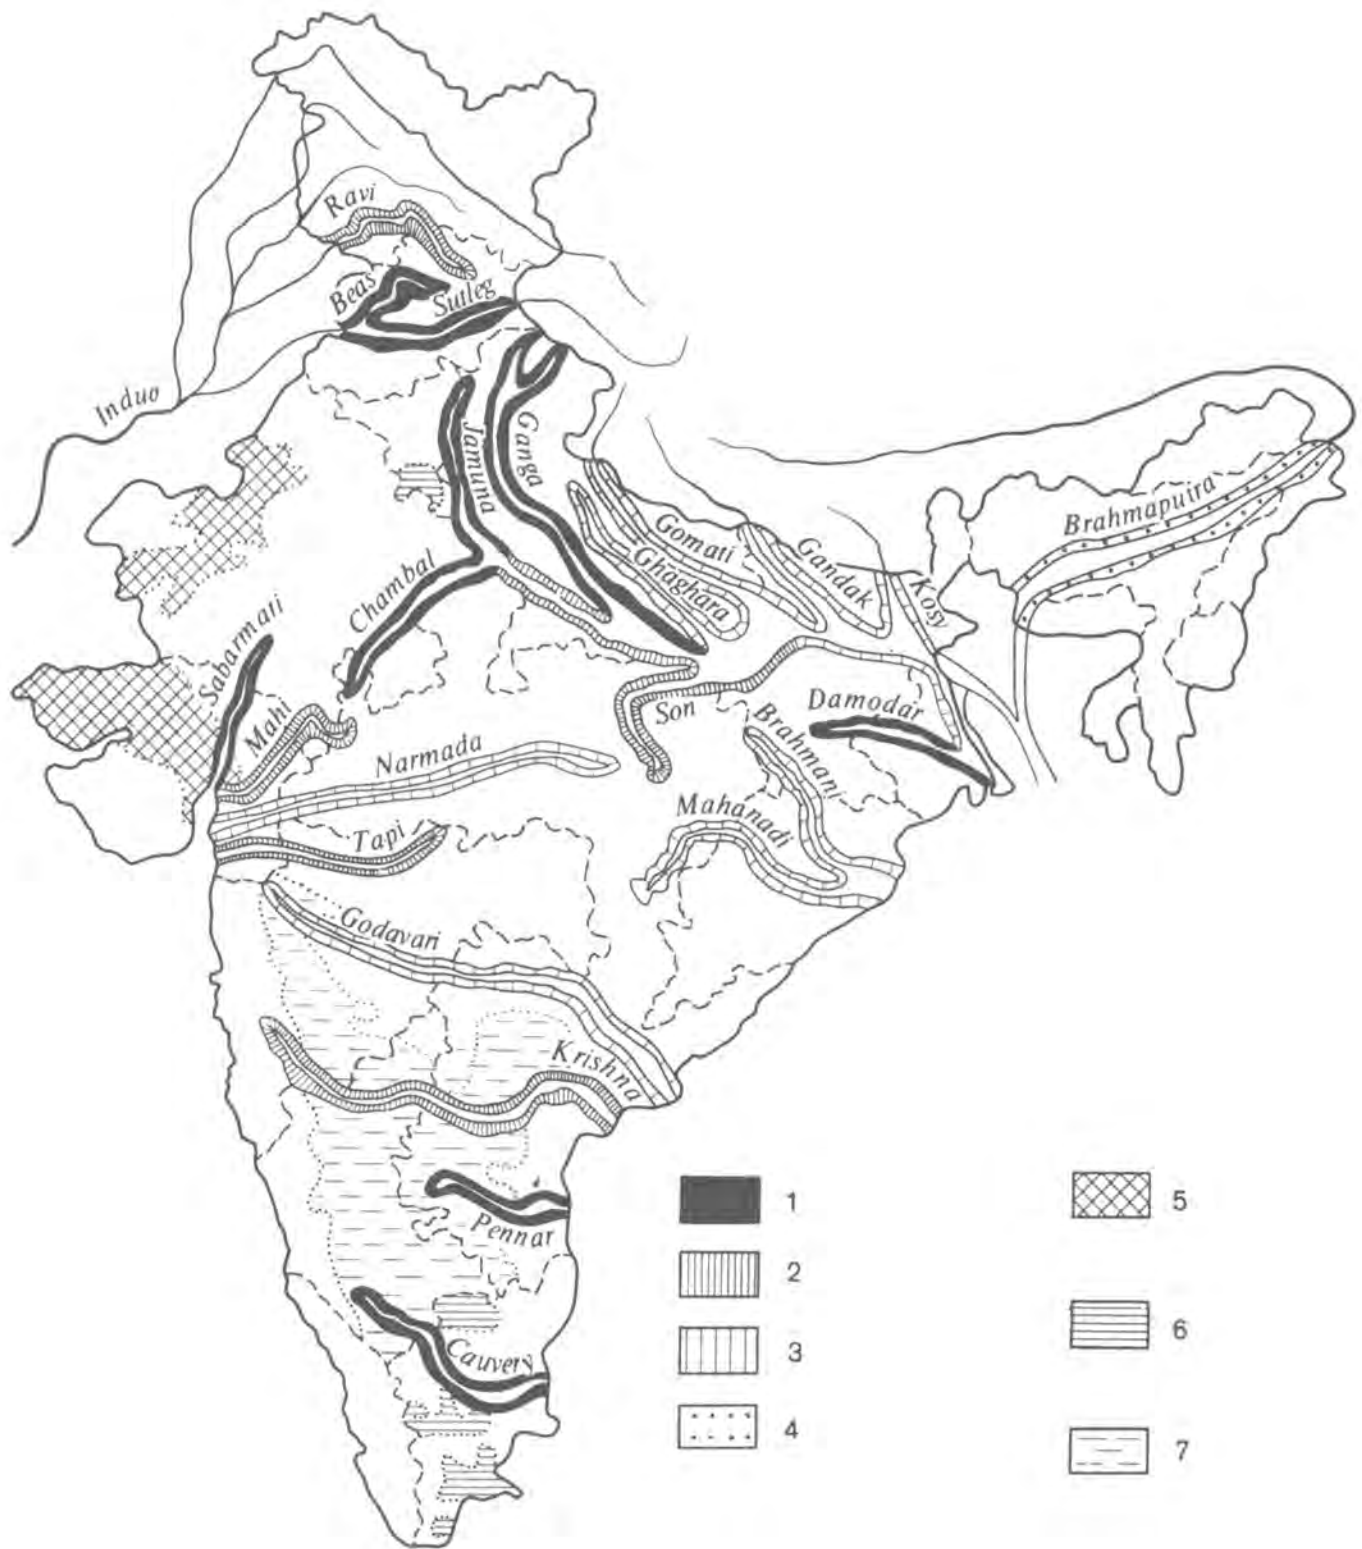 Ravi
Beas
Sutleg
Induo
Jamuna
Ganga
Gomati
Ghaghara
Gandak
Kosy
Brahmapuira
Chambal
Sabarmati
Mahi
Son
Damodar
Brahmani
Narmada
Mahanadi
Tapi
Godavari
Krishna
Pennar
Cauvery
1
2
3
4
5
6
7